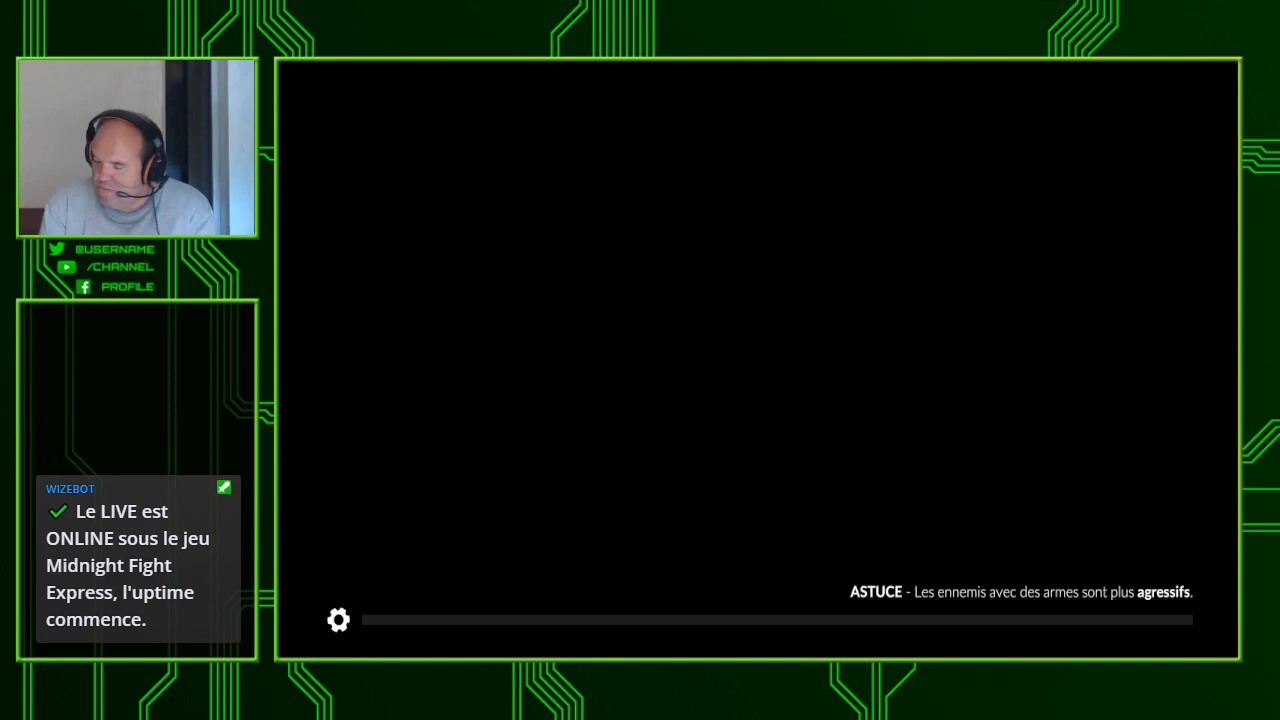 @USERNAME
/CHANNEL
PROFILE
WIZEBOT
Le LIVE est
ONLINE sous le jeu
Midnight Fight
Express, l'uptime
commence.
ASTUCE - Les ennemis avec des armes sont plus agressifs.